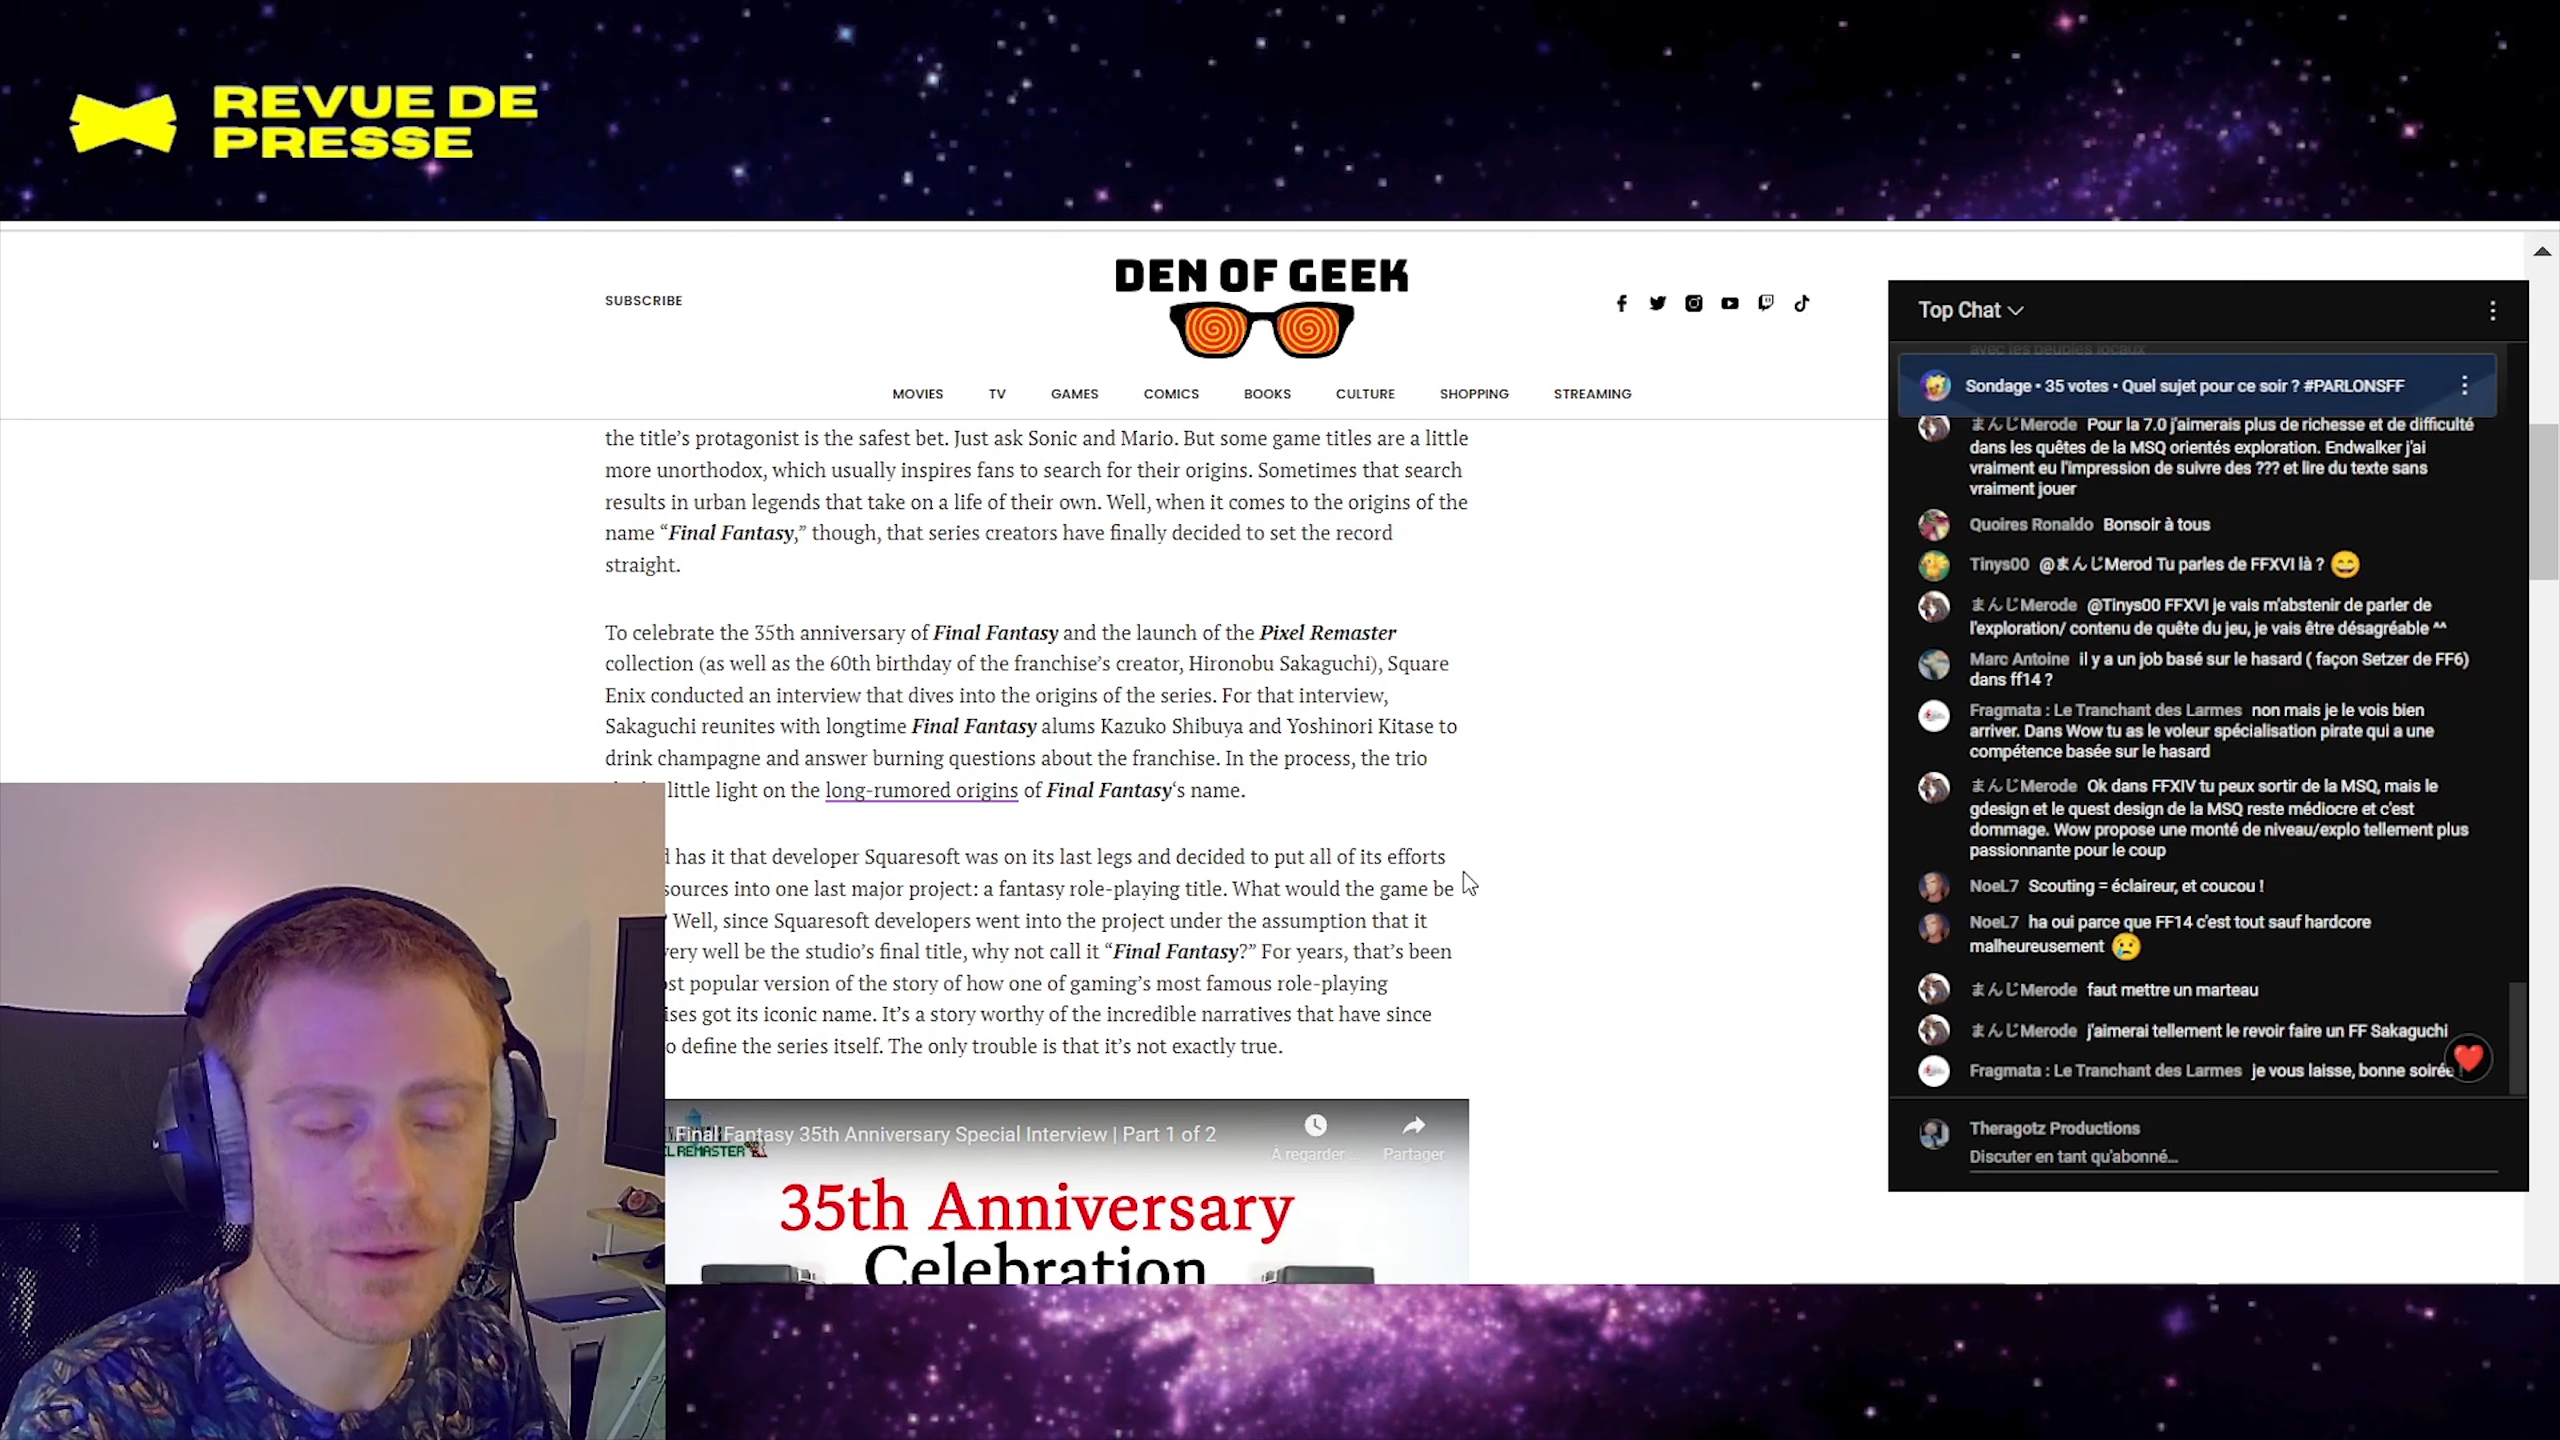 REVUE DE
PRESSE
SUBSCRIBE
DEN OF GEEK
MOVIES TV GAMES COMICS BOOKS CULTURE SHOPPING STREAMING
the title’s protagonist is the safest bet. Just ask Sonic and Mario. But some game titles are a little
more unorthodox, which usually inspires fans to search for their origins. Sometimes that search
results in urban legends that take on a life of their own. Well, when it comes to the origins of the
name “Final Fantasy,” though, that series creators have finally decided to set the record
straight.
To celebrate the 35th anniversary of Final Fantasy and the launch of the Pixel Remaster
collection (as well as the 60th birthday of the franchise’s creator, Hironobu Sakaguchi), Square
Enix conducted an interview that dives into the origins of the series. For that interview,
Sakaguchi reunites with longtime Final Fantasy alums Kazuko Shibuya and Yoshinori Kitase to
drink champagne and answer burning questions about the franchise. In the process, the trio
little light on the long-rumored origins of Final Fantasy‘s name.
has it that developer Squaresoft was on its last legs and decided to put all of its efforts
sources into one last major project: a fantasy role-playing title. What would the game be
? Well, since Squaresoft developers went into the project under the assumption that it
very well be the studio’s final title, why not call it “Final Fantasy?” For years, that’s been
st popular version of the story of how one of gaming’s most famous role-playing
ises got its iconic name. It’s a story worthy of the incredible narratives that have since
o define the series itself. The only trouble is that it’s not exactly true.
Final Fantasy 35th Anniversary Special Interview | Part 1 of 2
L REMASTER
À regarder ... Partager
35th Anniversary
Celebration
Top Chat
avec les peuples locaux
Sondage • 35 votes • Quel sujet pour ce soir ? #PARLONSFF
まんじMerode Pour la 7.0 j'aimerais plus de richesse et de difficulté
dans les quêtes de la MSQ orientés exploration. Endwalker j'ai
vraiment eu l'impression de suivre des ??? et lire du texte sans
vraiment jouer
Quoires Ronaldo Bonsoir à tous
Tinys00 @まんじMerod Tu parles de FFXVI là ? 😄
まんじMerode @Tinys00 FFXVI je vais m'abstenir de parler de
l'exploration/ contenu de quête du jeu, je vais être désagréable ^^
Marc Antoine il y a un job basé sur le hasard ( façon Setzer de FF6)
dans ff14 ?
Fragmata : Le Tranchant des Larmes non mais je le vois bien
arriver. Dans Wow tu as le voleur spécialisation pirate qui a une
compétence basée sur le hasard
まんじMerode Ok dans FFXIV tu peux sortir de la MSQ, mais le
gdesign et le quest design de la MSQ reste médiocre et c'est
dommage. Wow propose une monté de niveau/explo tellement plus
passionnante pour le coup
NoeL7 Scouting = éclaireur, et coucou !
NoeL7 ha oui parce que FF14 c'est tout sauf hardcore
malheureusement 😢
まんじMerode faut mettre un marteau
まんじMerode j'aimerai tellement le revoir faire un FF Sakaguchi
Fragmata : Le Tranchant des Larmes je vous laisse, bonne soirée !
Theragotz Productions
Discuter en tant qu'abonné...